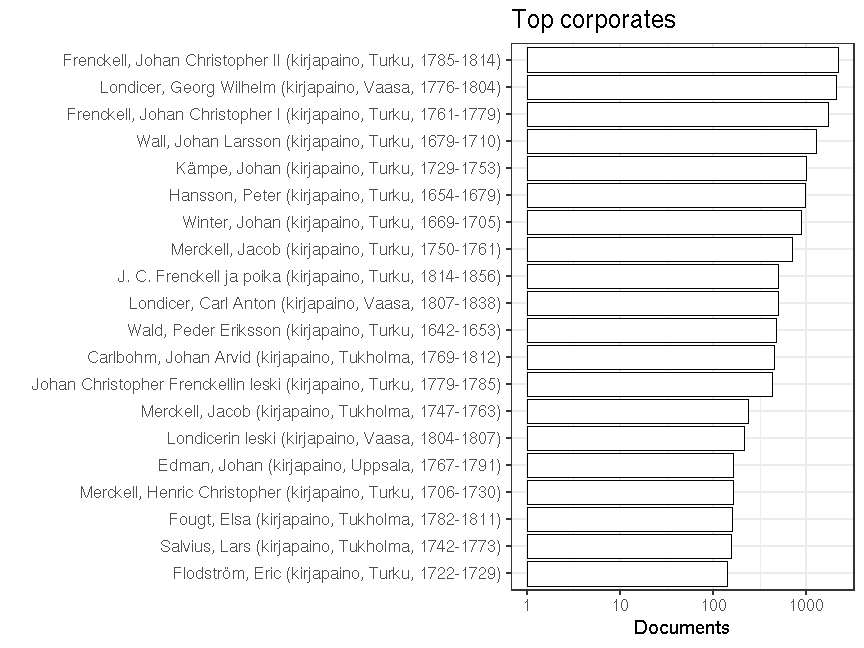 Top corporates
Frenckell, Johan Christopher II (kirjapaino, Turku, 1785-1814)
Londicer, Georg Wilhelm (kirjapaino, Vaasa, 1776-1804)
Frenckell, Johan Christopher I (kirjapaino, Turku, 1761-1779)
Wall, Johan Larsson (kirjapaino, Turku, 1679-1710)
Kämpe, Johan (kirjapaino, Turku, 1729-1753)
Hansson, Peter (kirjapaino, Turku, 1654-1679)
Winter, Johan (kirjapaino, Turku, 1669-1705)
Merckell, Jacob (kirjapaino, Turku, 1750-1761)
J. C. Frenckell ja poika (kirjapaino, Turku, 1814-1856)
Londicer, Carl Anton (kirjapaino, Vaasa, 1807-1838)
Wald, Peder Eriksson (kirjapaino, Turku, 1642-1653)
Carlbohm, Johan Arvid (kirjapaino, Tukholma, 1769-1812)
Johan Christopher Frenckellin leski (kirjapaino, Turku, 1779-1785)
Merckell, Jacob (kirjapaino, Tukholma, 1747-1763)
Londicerin leski (kirjapaino, Vaasa, 1804-1807)
Edman, Johan (kirjapaino, Uppsala, 1767-1791)
Merckell, Henric Christopher (kirjapaino, Turku, 1706-1730)
Fougt, Elsa (kirjapaino, Tukholma, 1782-1811)
Salvius, Lars (kirjapaino, Tukholma, 1742-1773)
Flodström, Eric (kirjapaino, Turku, 1722-1729)
1 10 100 1000
Documents